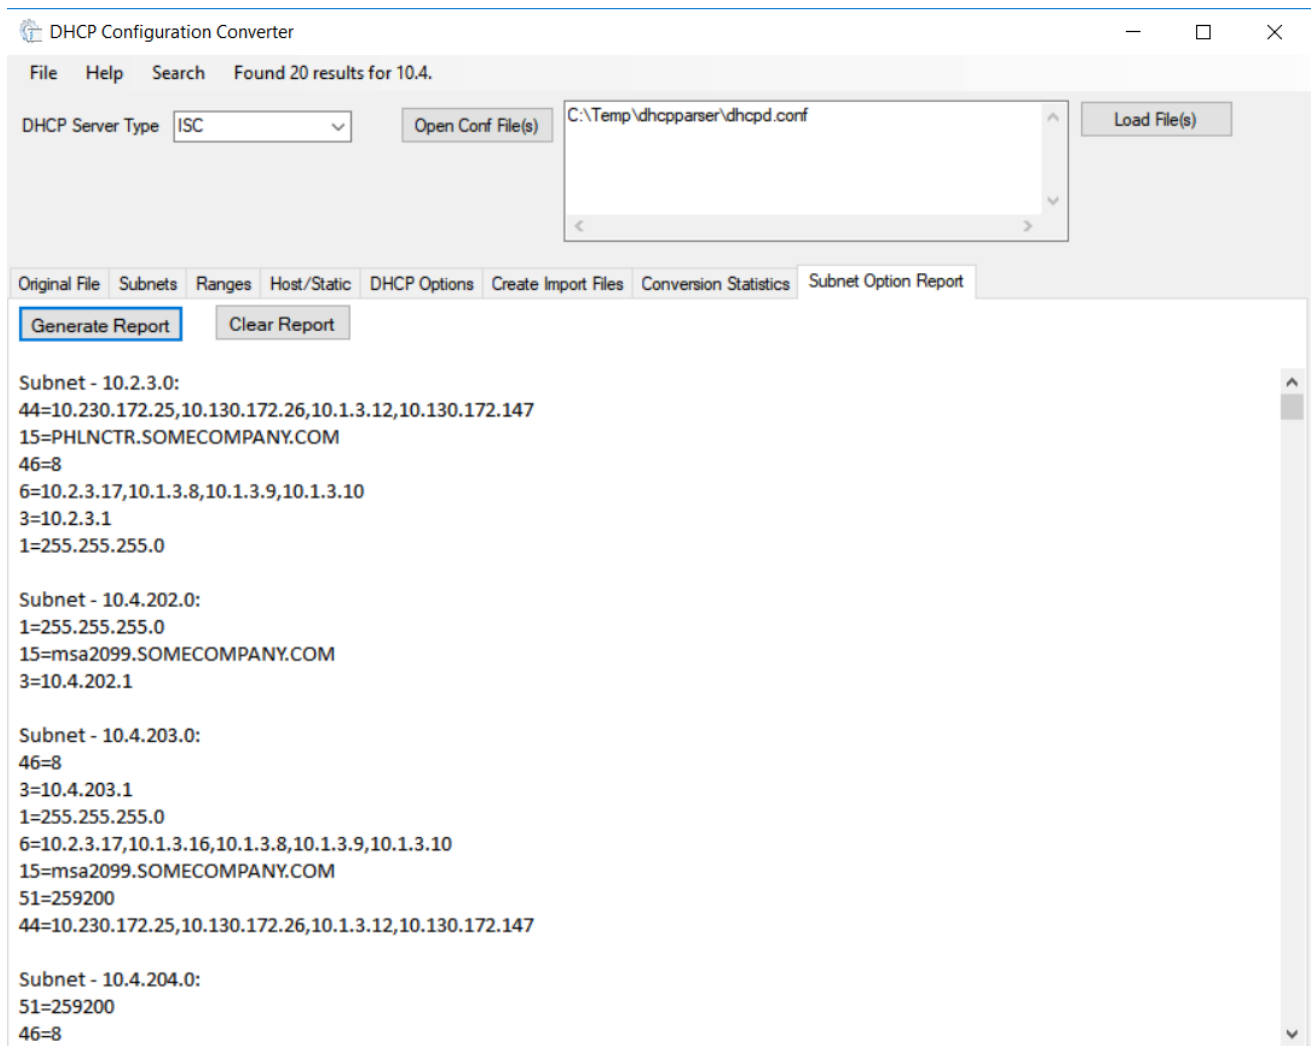 DHCP Configuration Converter
File Help Search Found 20 results for 10.4.
DHCP Server Type ISC Open Conf File(s) C:\Temp\dhcpparser\dhcpd.conf Load File(s)
Original File Subnets Ranges Host/Static DHCP Options Create Import Files Conversion Statistics Subnet Option Report
Generate Report Clear Report
Subnet - 10.2.3.0:
44=10.230.172.25,10.130.172.26,10.1.3.12,10.130.172.147
15=PHLNCTR.SOMECOMPANY.COM
46=8
6=10.2.3.17,10.1.3.8,10.1.3.9,10.1.3.10
3=10.2.3.1
1=255.255.255.0
Subnet - 10.4.202.0:
1=255.255.255.0
15=msa2099.SOMECOMPANY.COM
3=10.4.202.1
Subnet - 10.4.203.0:
46=8
3=10.4.203.1
1=255.255.255.0
6=10.2.3.17,10.1.3.16,10.1.3.8,10.1.3.9,10.1.3.10
15=msa2099.SOMECOMPANY.COM
51=259200
44=10.230.172.25,10.130.172.26,10.1.3.12,10.130.172.147
Subnet - 10.4.204.0:
51=259200
46=8